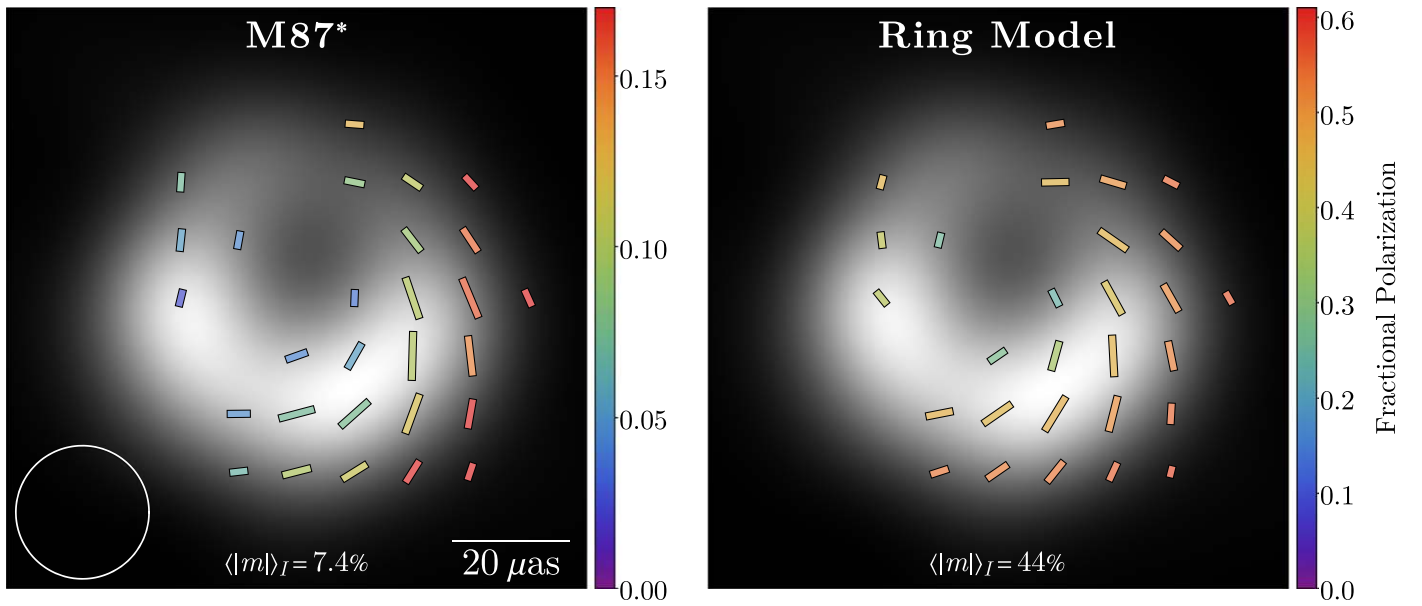 M87*
0.15
0.10
0.05
0.00
⟨|m|⟩_I = 7.4%
20 μas
Ring Model
0.6
0.5
0.4
0.3
0.2
0.1
0.0
Fractional Polarization
⟨|m|⟩_I = 44%